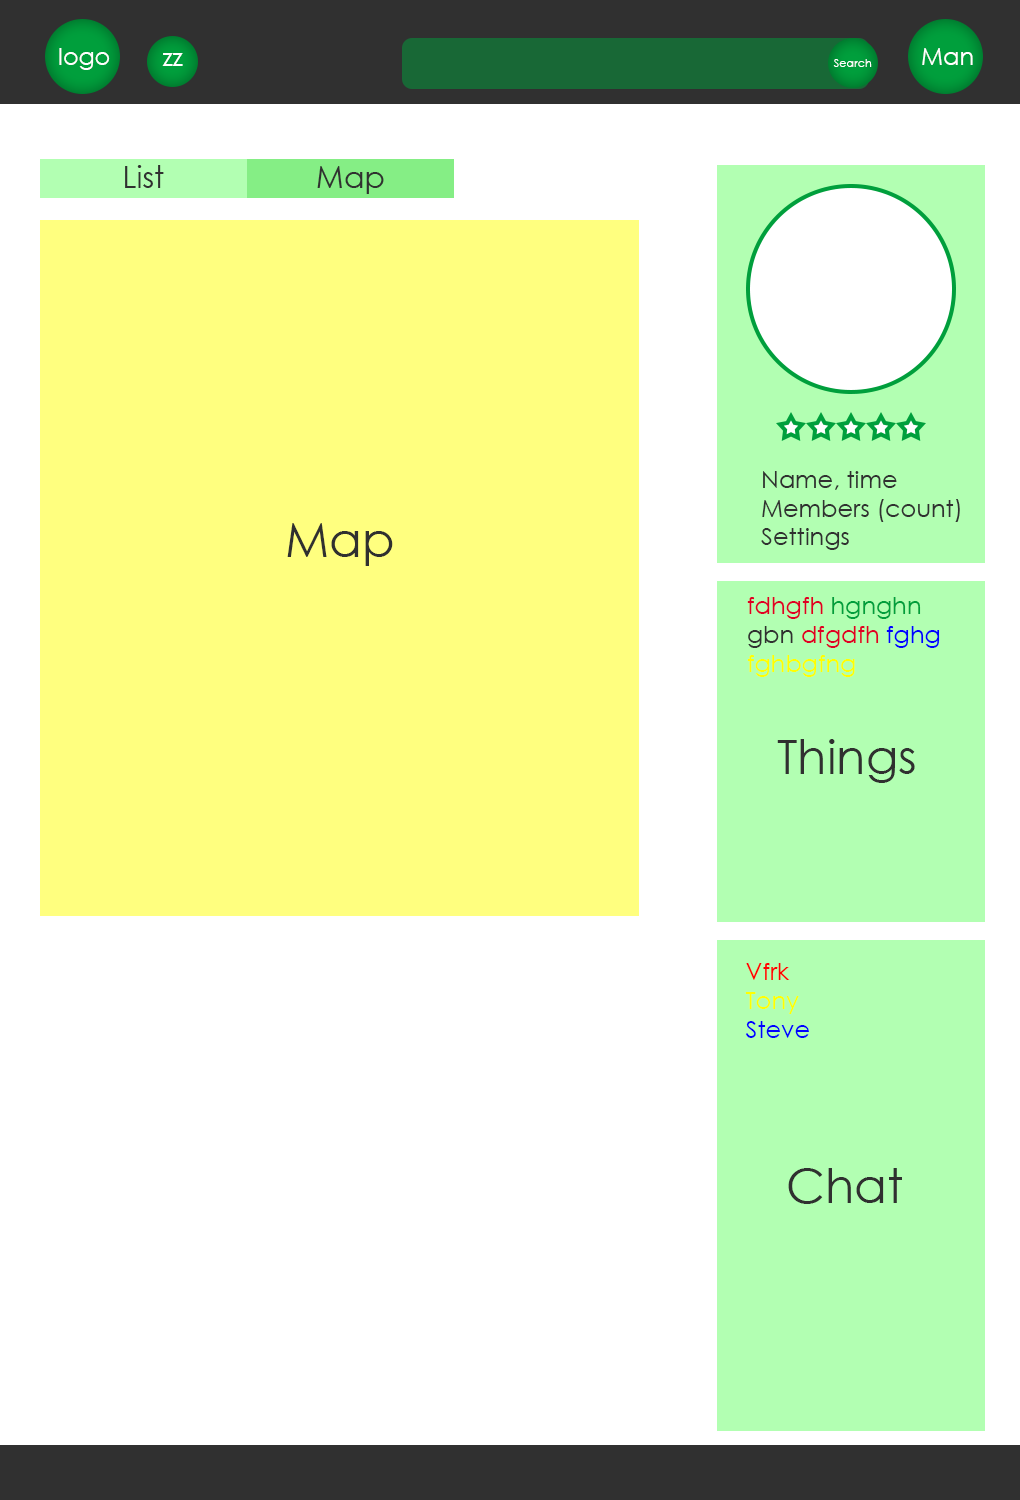 logo
zz
Search
Man
List
Map
Map
Name, time
Members (count)
Settings
fdhgfh hgnghn
gbn dfgdfh fghg
fghbgfng
Things
Vfrk
Tony
Steve
Chat